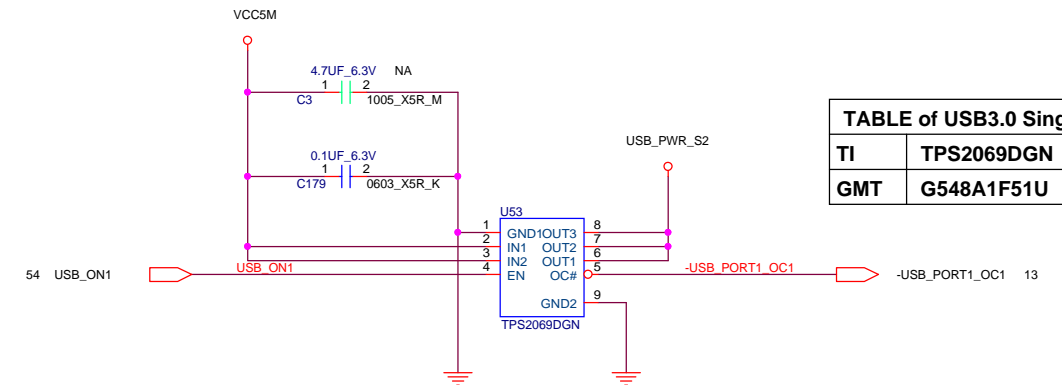 VCC5M
4.7UF_6.3V NA
1 2
C3 1005_X5R_M
0.1UF_6.3V
1 2
C179 0603_X5R_K
USB_PWR_S2
TABLE of USB3.0 Sing
TI TPS2069DGN
GMT G548A1F51U
U53
1 GND1 OUT3 8
2 IN1 OUT2 7
3 IN2 OUT1 6
4 EN OC# 5
GND2 9
TPS2069DGN
54 USB_ON1 USB_ON1
-USB_PORT1_OC1 -USB_PORT1_OC1 13